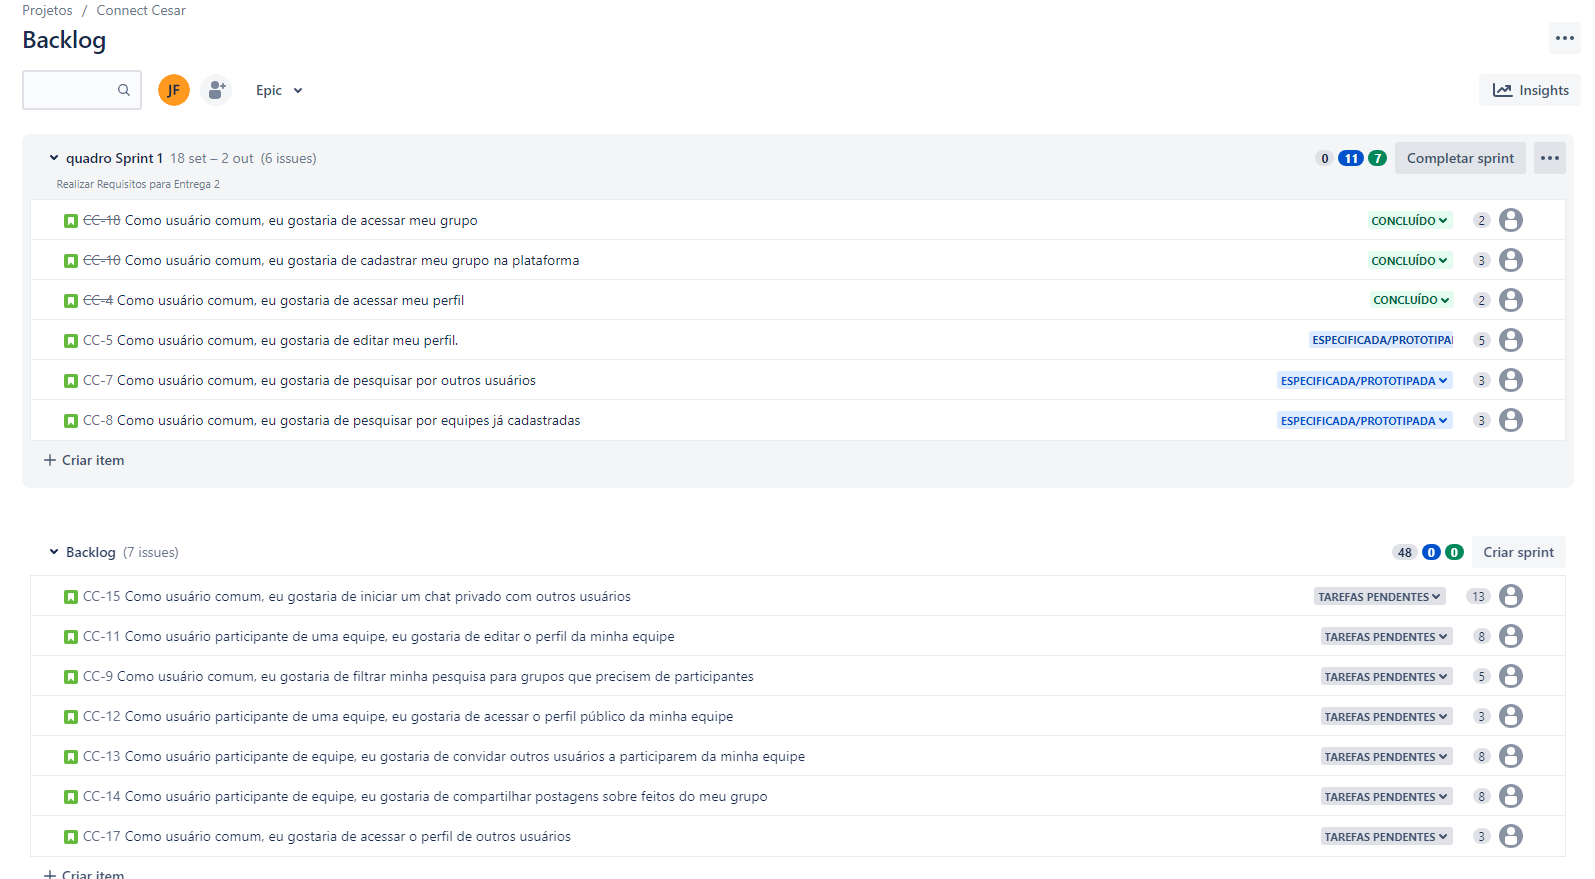 Projetos / Connect Cesar
Backlog
JF Epic Insights
quadro Sprint 1 18 set – 2 out (6 issues) 0 11 7 Completar sprint
Realizar Requisitos para Entrega 2
CC-18 Como usuário comum, eu gostaria de acessar meu grupo CONCLUÍDO 2
CC-10 Como usuário comum, eu gostaria de cadastrar meu grupo na plataforma CONCLUÍDO 3
CC-4 Como usuário comum, eu gostaria de acessar meu perfil CONCLUÍDO 2
CC-5 Como usuário comum, eu gostaria de editar meu perfil. ESPECIFICADA/PROTOTIPA 5
CC-7 Como usuário comum, eu gostaria de pesquisar por outros usuários ESPECIFICADA/PROTOTIPADA 3
CC-8 Como usuário comum, eu gostaria de pesquisar por equipes já cadastradas ESPECIFICADA/PROTOTIPADA 3
+ Criar item
Backlog (7 issues) 48 0 0 Criar sprint
CC-15 Como usuário comum, eu gostaria de iniciar um chat privado com outros usuários TAREFAS PENDENTES 13
CC-11 Como usuário participante de uma equipe, eu gostaria de editar o perfil da minha equipe TAREFAS PENDENTES 8
CC-9 Como usuário comum, eu gostaria de filtrar minha pesquisa para grupos que precisem de participantes TAREFAS PENDENTES 5
CC-12 Como usuário participante de uma equipe, eu gostaria de acessar o perfil público da minha equipe TAREFAS PENDENTES 3
CC-13 Como usuário participante de equipe, eu gostaria de convidar outros usuários a participarem da minha equipe TAREFAS PENDENTES 8
CC-14 Como usuário participante de equipe, eu gostaria de compartilhar postagens sobre feitos do meu grupo TAREFAS PENDENTES 8
CC-17 Como usuário comum, eu gostaria de acessar o perfil de outros usuários TAREFAS PENDENTES 3
+ Criar item